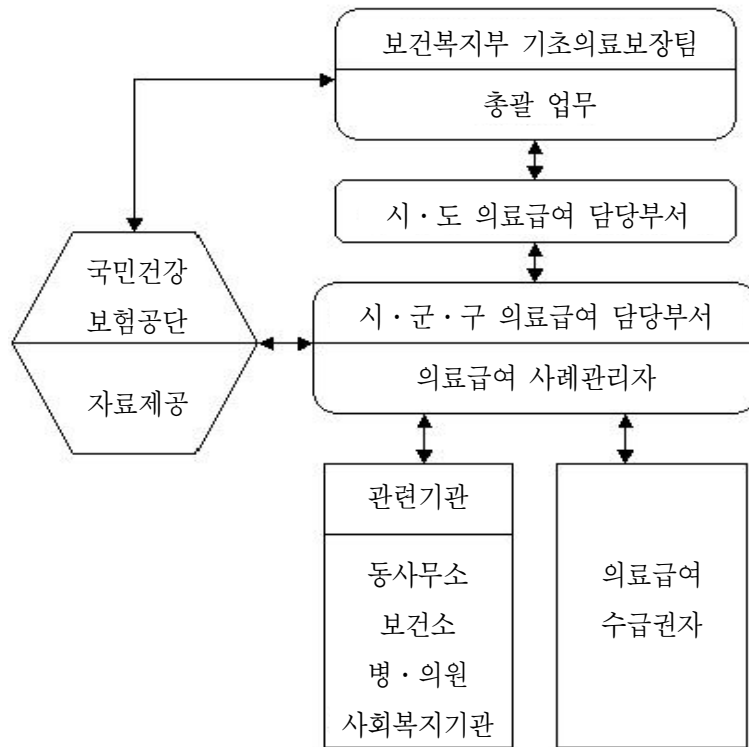 보건복지부 기초의료보장팀
총괄 업무
시·도 의료급여 담당부서
국민건강
보험공단
자료제공
시·군·구 의료급여 담당부서
의료급여 사례관리자
관련기관
동사무소
보건소
병·의원
사회복지기관
의료급여
수급권자